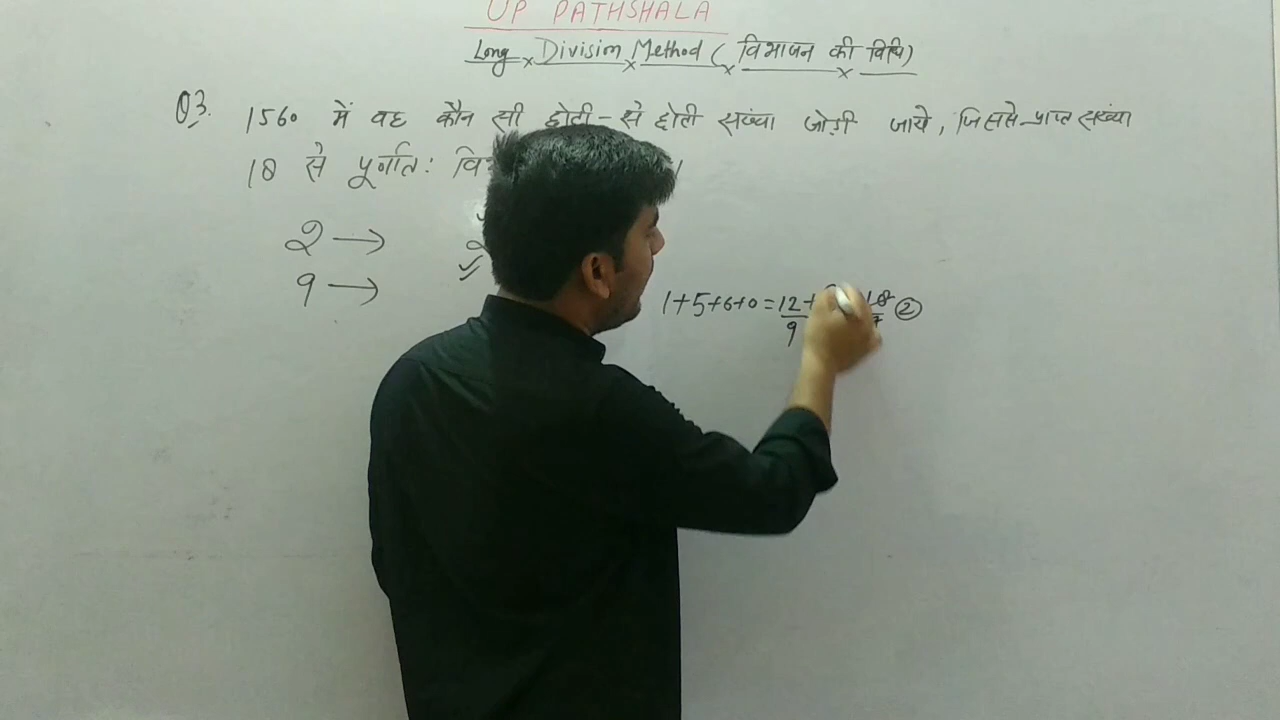 UP PATHSHALA
Long × Division × Method ( विभाजन की विधि )
Q3. 1560 में वह कौन सी छोटी - से छोटी संख्या जोड़ी जाये, जिससे प्राप्त संख्या
18 से पूर्णतः
2 →
9 →
1+5+6+0 = 12+ 18 ②
9